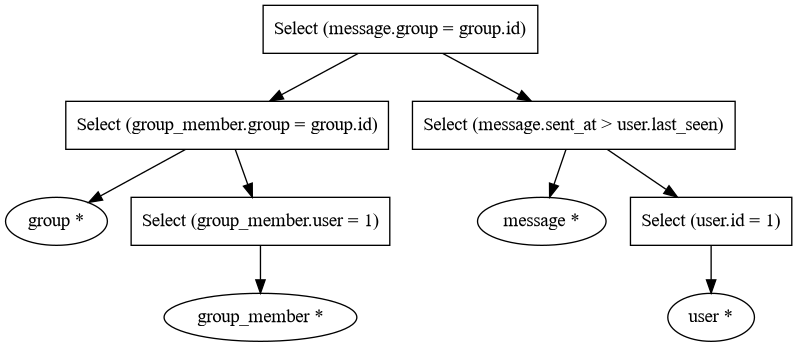 Select (message.group = group.id)
Select (group_member.group = group.id)
Select (message.sent_at > user.last_seen)
group *
Select (group_member.user = 1)
message *
Select (user.id = 1)
group_member *
user *